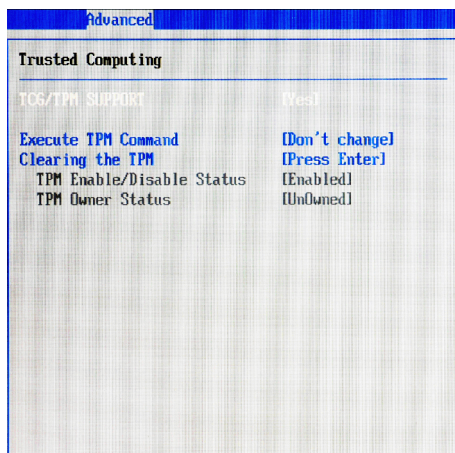 Advanced
Trusted Computing
TCG/TPM SUPPORT [Yes]
Execute TPM Command [Don't change]
Clearing the TPM [Press Enter]
TPM Enable/Disable Status [Enabled]
TPM Owner Status [UnOwned]